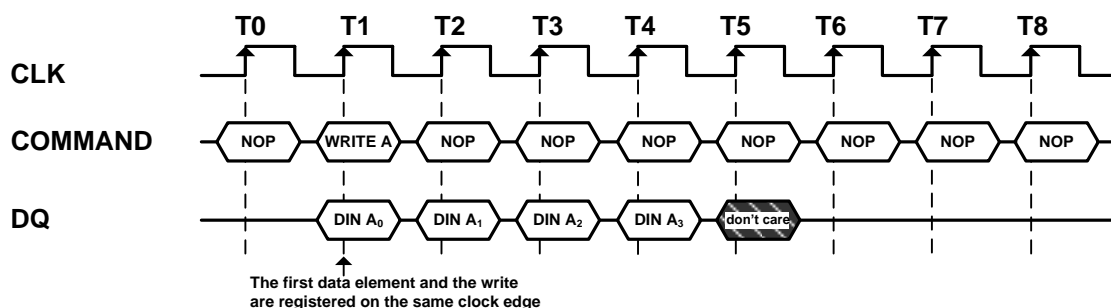 T0 T1 T2 T3 T4 T5 T6 T7 T8
CLK
COMMAND NOP WRITE A NOP NOP NOP NOP NOP NOP NOP
DQ DIN A₀ DIN A₁ DIN A₂ DIN A₃ don't care
The first data element and the write
are registered on the same clock edge